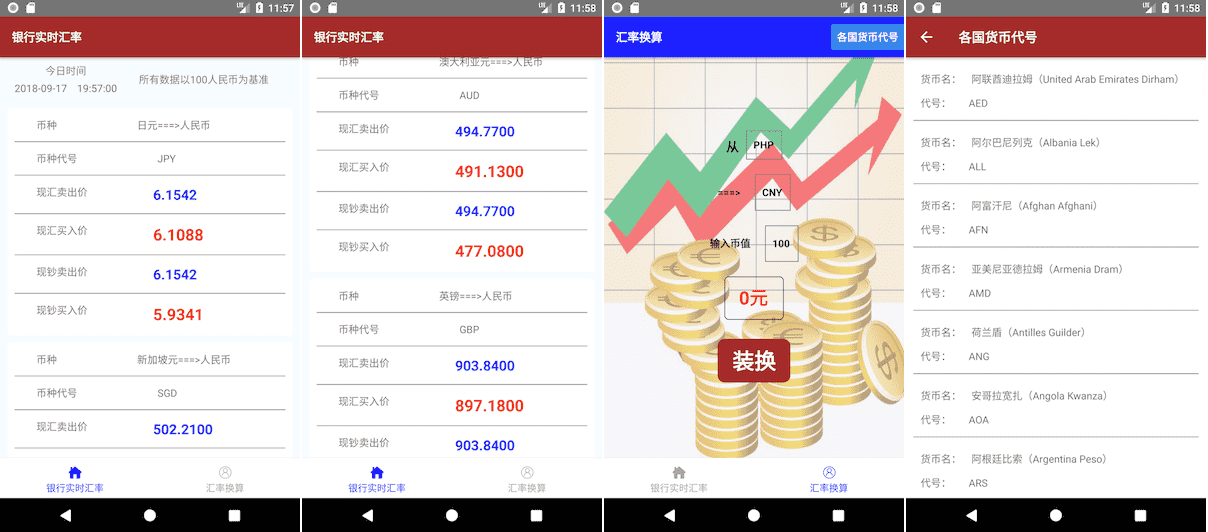 11:57
银行实时汇率
今日时间
2018-09-17 19:57:00
所有数据以100人民币为基准
币种 日元===>人民币
币种代号 JPY
现汇卖出价 6.1542
现汇买入价 6.1088
现钞卖出价 6.1542
现钞买入价 5.9341
币种 新加坡元===>人民币
币种代号 SGD
现汇卖出价 502.2100
银行实时汇率 汇率换算
11:58
银行实时汇率
币种 澳大利亚元===>人民币
币种代号 AUD
现汇卖出价 494.7700
现汇买入价 491.1300
现钞卖出价 494.7700
现钞买入价 477.0800
币种 英镑===>人民币
币种代号 GBP
现汇卖出价 903.8400
现汇买入价 897.1800
现钞卖出价 903.8400
银行实时汇率 汇率换算
11:58
汇率换算 各国货币代号
从 PHP
===> CNY
输入币值 100
0元
装换
银行实时汇率 汇率换算
11:58
各国货币代号
货币名: 阿联酋迪拉姆（United Arab Emirates Dirham）
代号: AED
货币名: 阿尔巴尼列克（Albania Lek）
代号: ALL
货币名: 阿富汗尼（Afghan Afghani）
代号: AFN
货币名: 亚美尼亚德拉姆（Armenia Dram）
代号: AMD
货币名: 荷兰盾（Antilles Guilder）
代号: ANG
货币名: 安哥拉宽扎（Angola Kwanza）
代号: AOA
货币名: 阿根廷比索（Argentina Peso）
代号: ARS